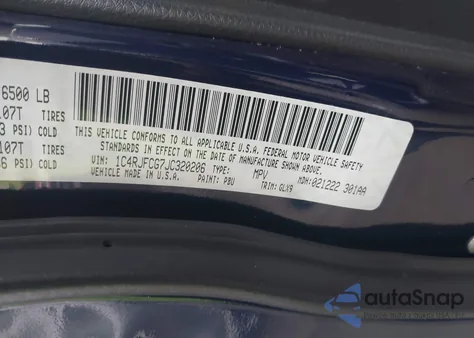 6500 LB
107T TIRES
3 PSI) COLD
107T TIRES
6 PSI) COLD
THIS VEHICLE CONFORMS TO ALL APPLICABLE U.S.A. FEDERAL MOTOR VEHICLE SAFETY
STANDARDS IN EFFECT ON THE DATE OF MANUFACTURE SHOWN ABOVE.
VIN: 1C4RJFCG7JC320206 TYPE: MPV MDH:021222 301AA
VEHICLE MADE IN U.S.A. PAINT: PBU TRIM: GLV9
autoSnap